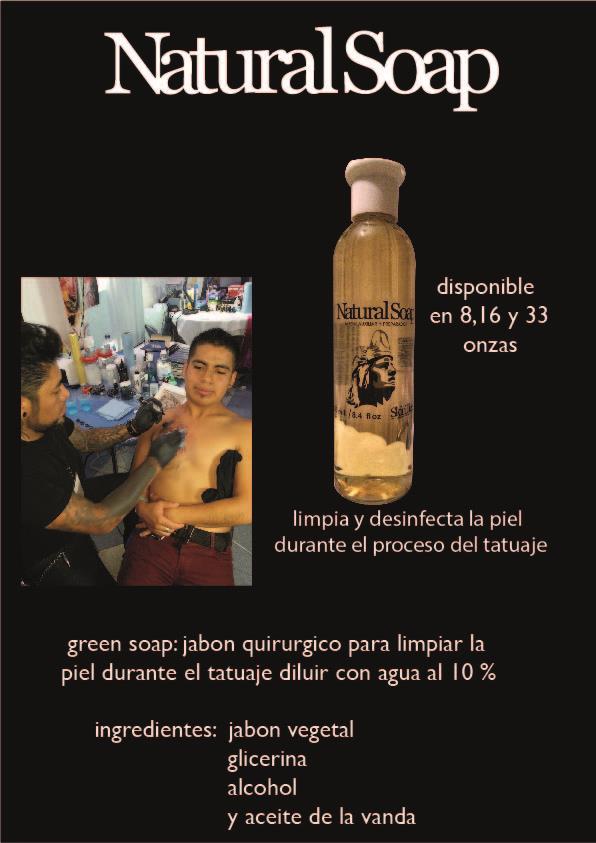 Natural Soap
disponible
en 8,16 y 33
onzas
Natural Soap
8.4 fl oz
limpia y desinfecta la piel
durante el proceso del tatuaje
green soap: jabon quirurgico para limpiar la
piel durante el tatuaje diluir con agua al 10 %
ingredientes: jabon vegetal
glicerina
alcohol
y aceite de la vanda